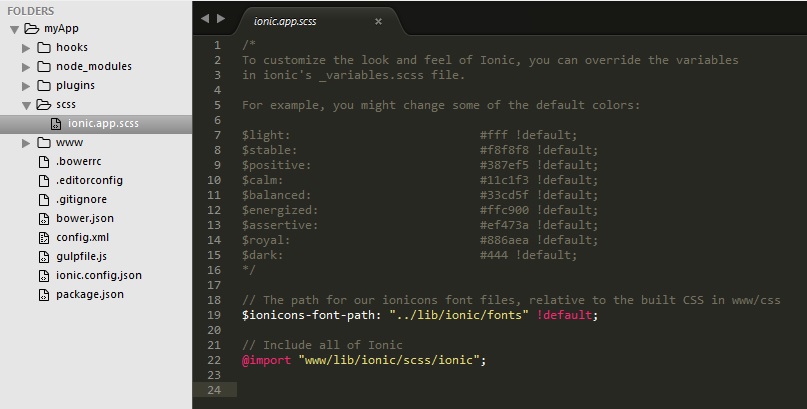 FOLDERS
myApp
hooks
node_modules
plugins
scss
ionic.app.scss
www
.bowerrc
.editorconfig
.gitignore
bower.json
config.xml
gulpfile.js
ionic.config.json
package.json
ionic.app.scss ×
1 /*
2 To customize the look and feel of Ionic, you can override the variables
3 in ionic's _variables.scss file.
4
5 For example, you might change some of the default colors:
6
7 $light: #fff !default;
8 $stable: #f8f8f8 !default;
9 $positive: #387ef5 !default;
10 $calm: #11c1f3 !default;
11 $balanced: #33cd5f !default;
12 $energized: #ffc900 !default;
13 $assertive: #ef473a !default;
14 $royal: #886aea !default;
15 $dark: #444 !default;
16 */
17
18 // The path for our ionicons font files, relative to the built CSS in www/css
19 $ionicons-font-path: "../lib/ionic/fonts" !default;
20
21 // Include all of Ionic
22 @import "www/lib/ionic/scss/ionic";
23
24